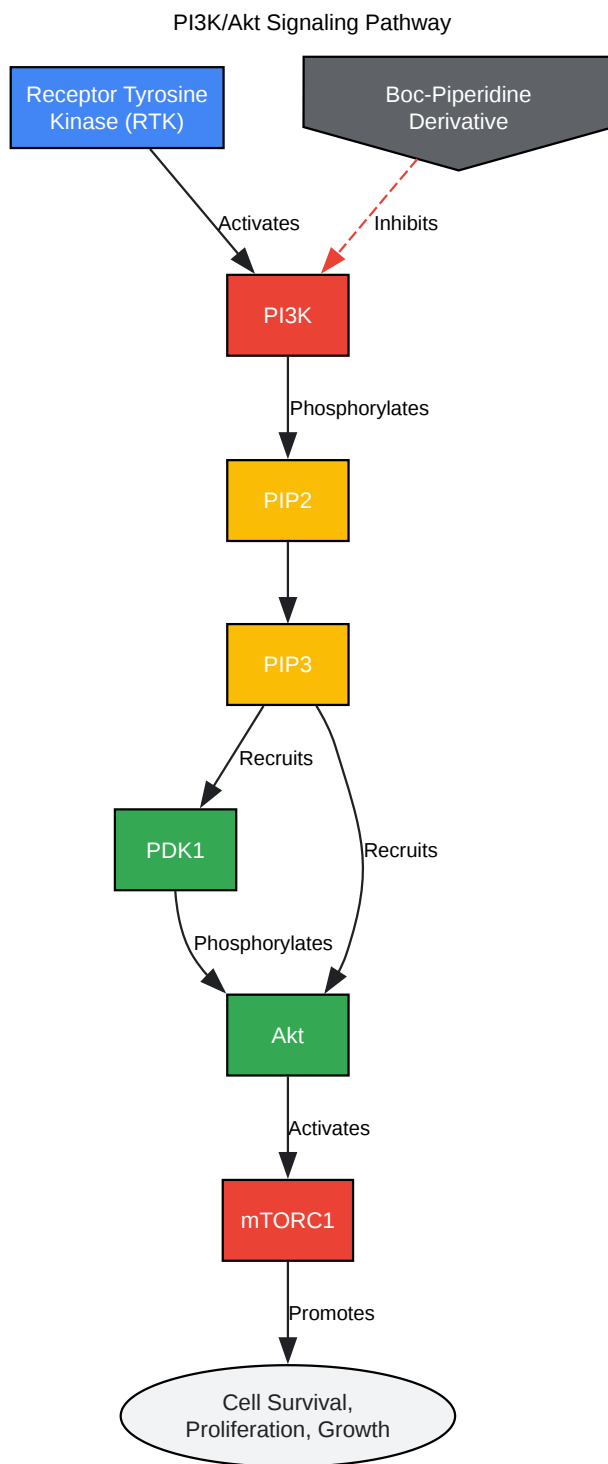 PI3K/Akt Signaling Pathway
Receptor Tyrosine
Kinase (RTK)
Boc-Piperidine
Derivative
Activates
Inhibits
PI3K
Phosphorylates
PIP2
PIP3
Recruits
PDK1
Recruits
Phosphorylates
Akt
Activates
mTORC1
Promotes
Cell Survival,
Proliferation, Growth